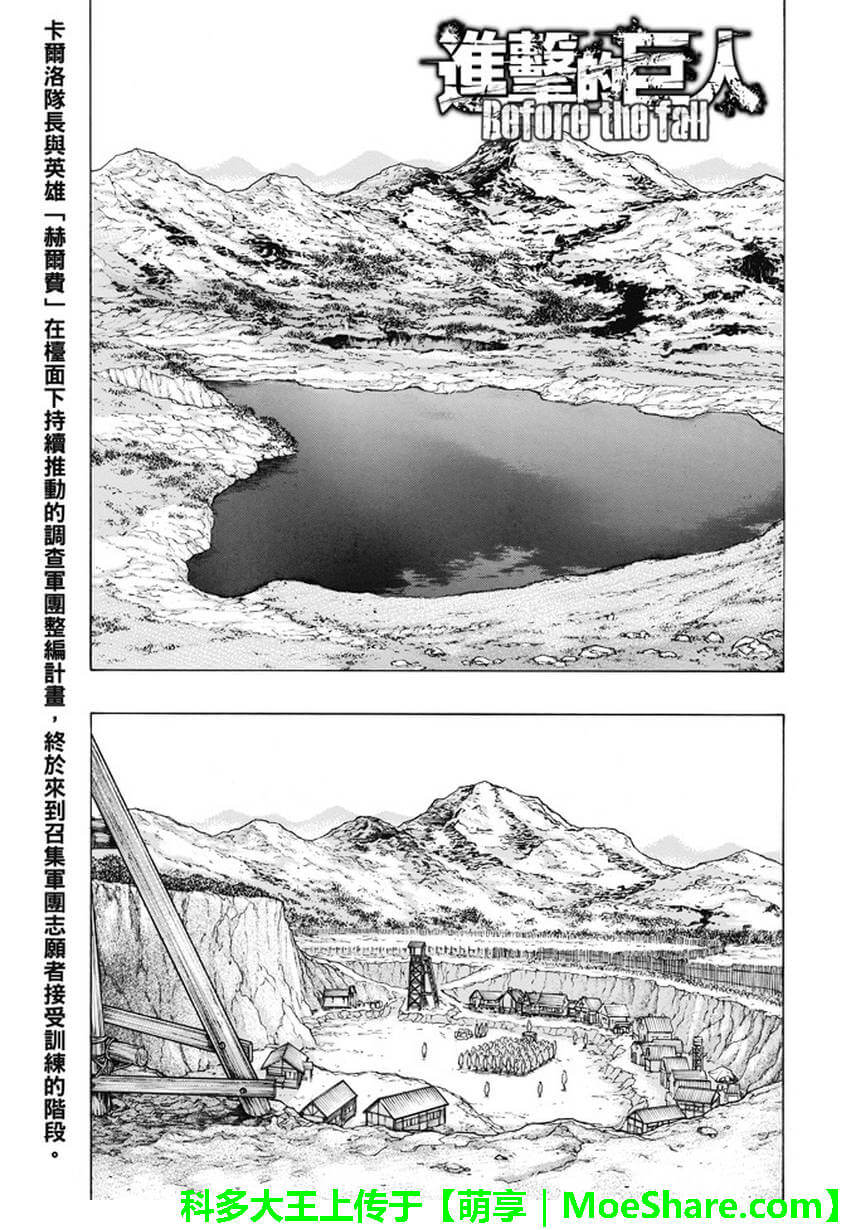 進擊的巨人
Before the fall
卡爾洛隊長與英雄「赫爾費」在檯面下持續推動的調查軍團整編計畫，終於來到召集軍團志願者接受訓練的階段。
科多大王上传于【萌享｜MoeShare.com】